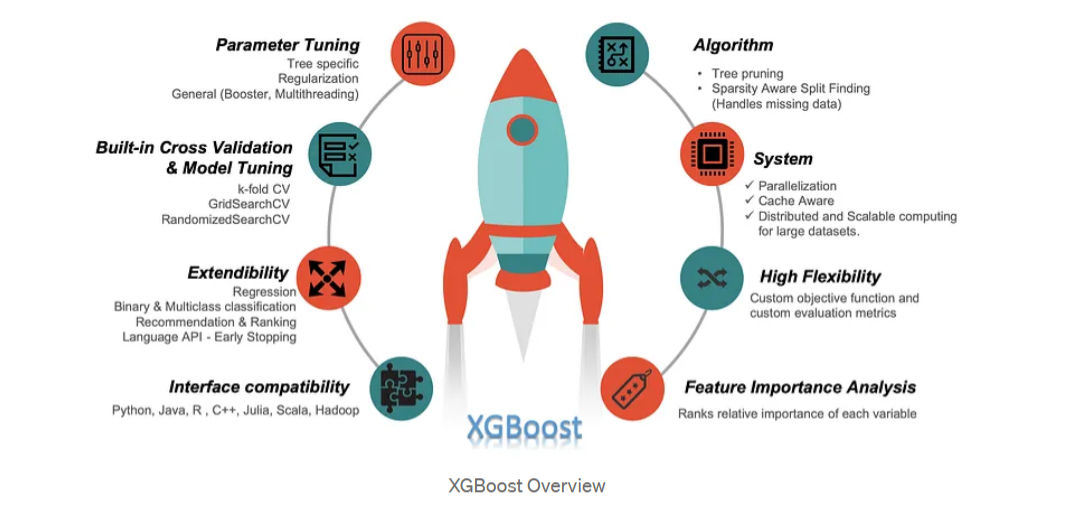 Parameter Tuning
Tree specific
Regularization
General (Booster, Multithreading)
Built-in Cross Validation
& Model Tuning
k-fold CV
GridSearchCV
RandomizedSearchCV
Extendibility
Regression
Binary & Multiclass classification
Recommendation & Ranking
Language API - Early Stopping
Interface compatibility
Python, Java, R , C++, Julia, Scala, Hadoop
Algorithm
• Tree pruning
• Sparsity Aware Split Finding
(Handles missing data)
System
✓ Parallelization
✓ Cache Aware
✓ Distributed and Scalable computing
for large datasets.
High Flexibility
Custom objective function and
custom evaluation metrics
Feature Importance Analysis
Ranks relative importance of each variable
XGBoost
XGBoost Overview